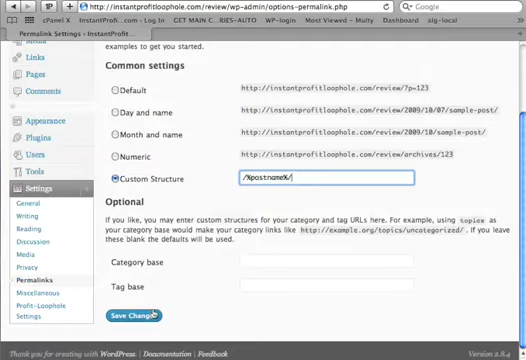 http://instantprofitloophole.com/review/wp-admin/options-permalink.php
Google
cPanel X
InstantProf...om - Log In
GET MAIN C...RIES-AUTO
WP-login
Most Viewed - Multy
Dashboard
alg-local
Permalink Settings ‹ InstantProf...
Media
Links
Pages
Comments
Appearance
Plugins
Users
Tools
Settings
General
Writing
Reading
Discussion
Media
Privacy
Permalinks
Miscellaneous
Profit-Loophole
Settings
examples to get you started.
Common settings
Default
http://instantprofitloophole.com/review/?p=123
Day and name
http://instantprofitloophole.com/review/2009/10/07/sample-post/
Month and name
http://instantprofitloophole.com/review/2009/10/sample-post/
Numeric
http://instantprofitloophole.com/review/archives/123
Custom Structure
/%postname%/
Optional
If you like, you may enter custom structures for your category and tag URLs here. For example, using topics as
your category base would make your category links like http://example.org/topics/uncategorized/ . If you leave
these blank the defaults will be used.
Category base
Tag base
Save Changes
Thank you for creating with WordPress. | Documentation | Feedback
Version 2.8.4